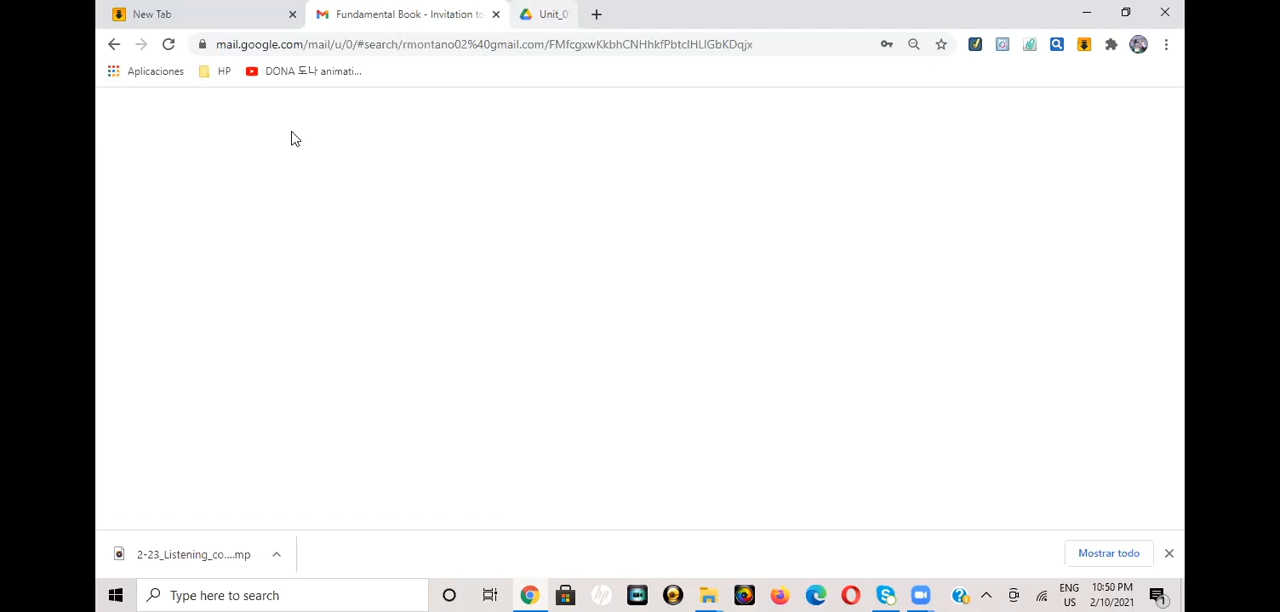 New Tab
Fundamental Book - Invitation to
Unit_0
mail.google.com/mail/u/0/#search/rmontano02%40gmail.com/FMfcgxwKkbhCNHhkfPbtclHLlGbKDqjx
Aplicaciones
HP
DONA 도나 animati...
2-23_Listening_co....mp
Mostrar todo
Type here to search
hp
ENG
US
10:50 PM
2/10/2021
1